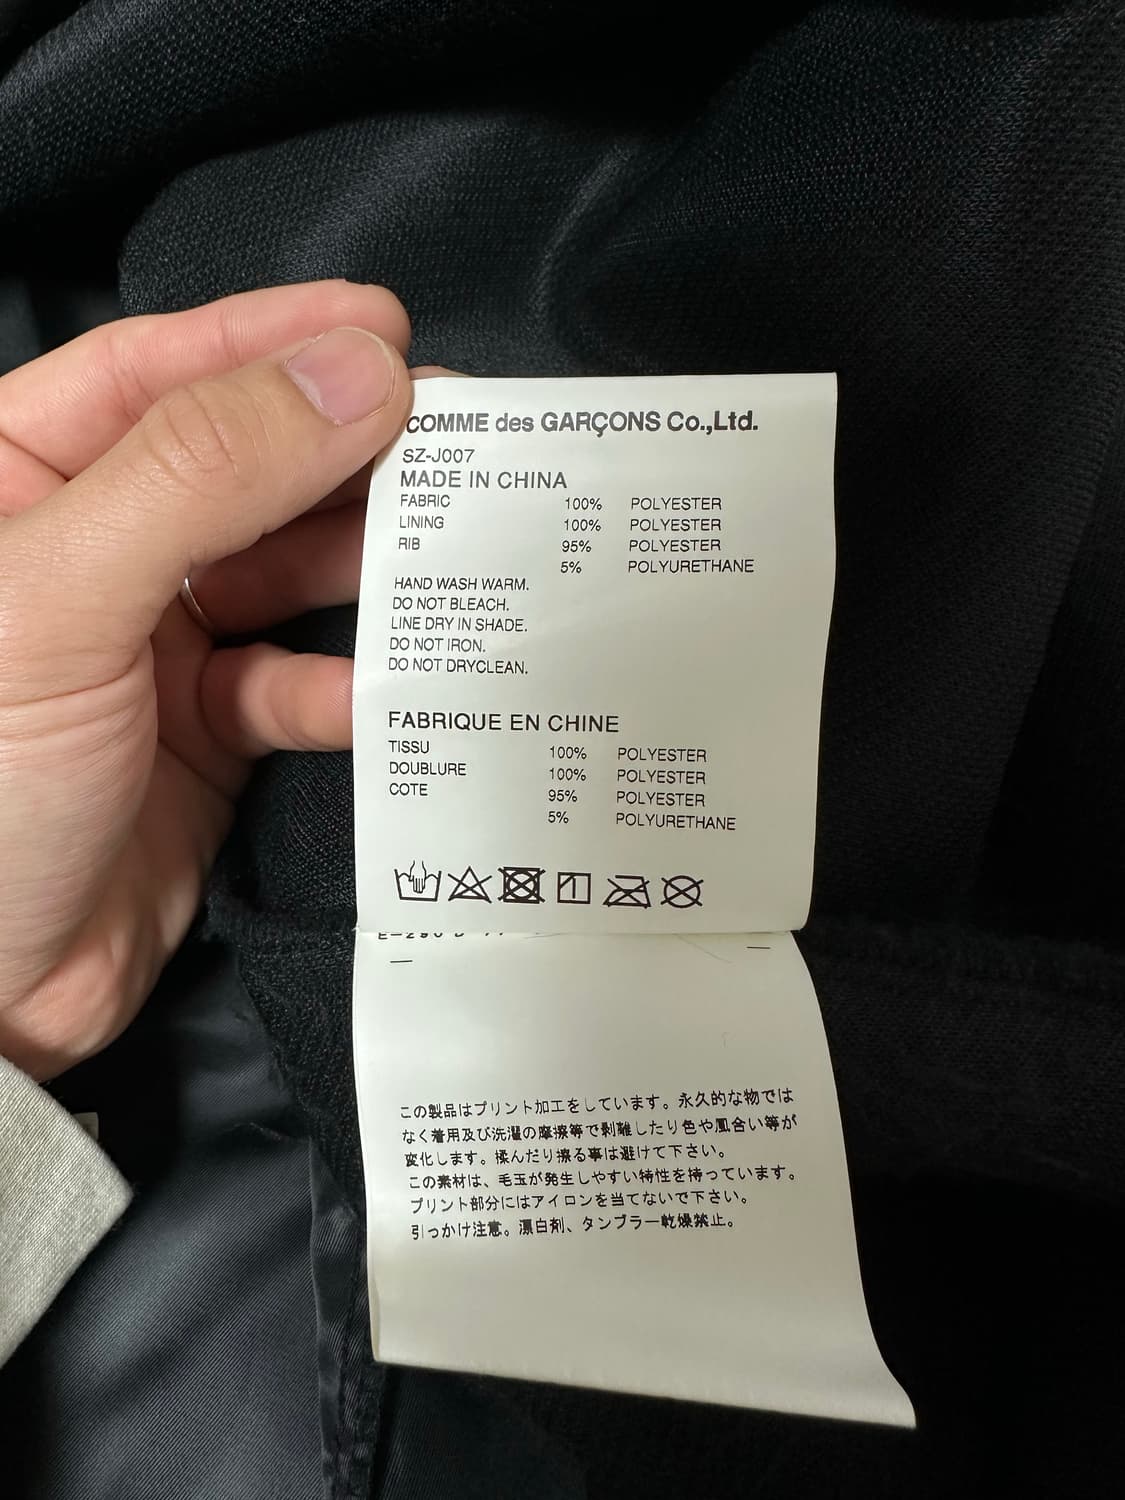 COMME des GARÇONS Co.,Ltd.
SZ-J007
MADE IN CHINA
FABRIC 100% POLYESTER
LINING 100% POLYESTER
RIB 95% POLYESTER
5% POLYURETHANE
HAND WASH WARM.
DO NOT BLEACH.
LINE DRY IN SHADE.
DO NOT IRON.
DO NOT DRYCLEAN.
FABRIQUE EN CHINE
TISSU 100% POLYESTER
DOUBLURE 100% POLYESTER
COTE 95% POLYESTER
5% POLYURETHANE
この製品はプリント加工をしています。永久的な物では
なく着用及び洗濯の摩擦等で剥離したり色や風合い等が
変化します。揉んだり擦る事は避けて下さい。
この素材は、毛玉が発生しやすい特性を持っています。
プリント部分にはアイロンを当てないで下さい。
引っかけ注意。漂白剤、タンブラー乾燥禁止。